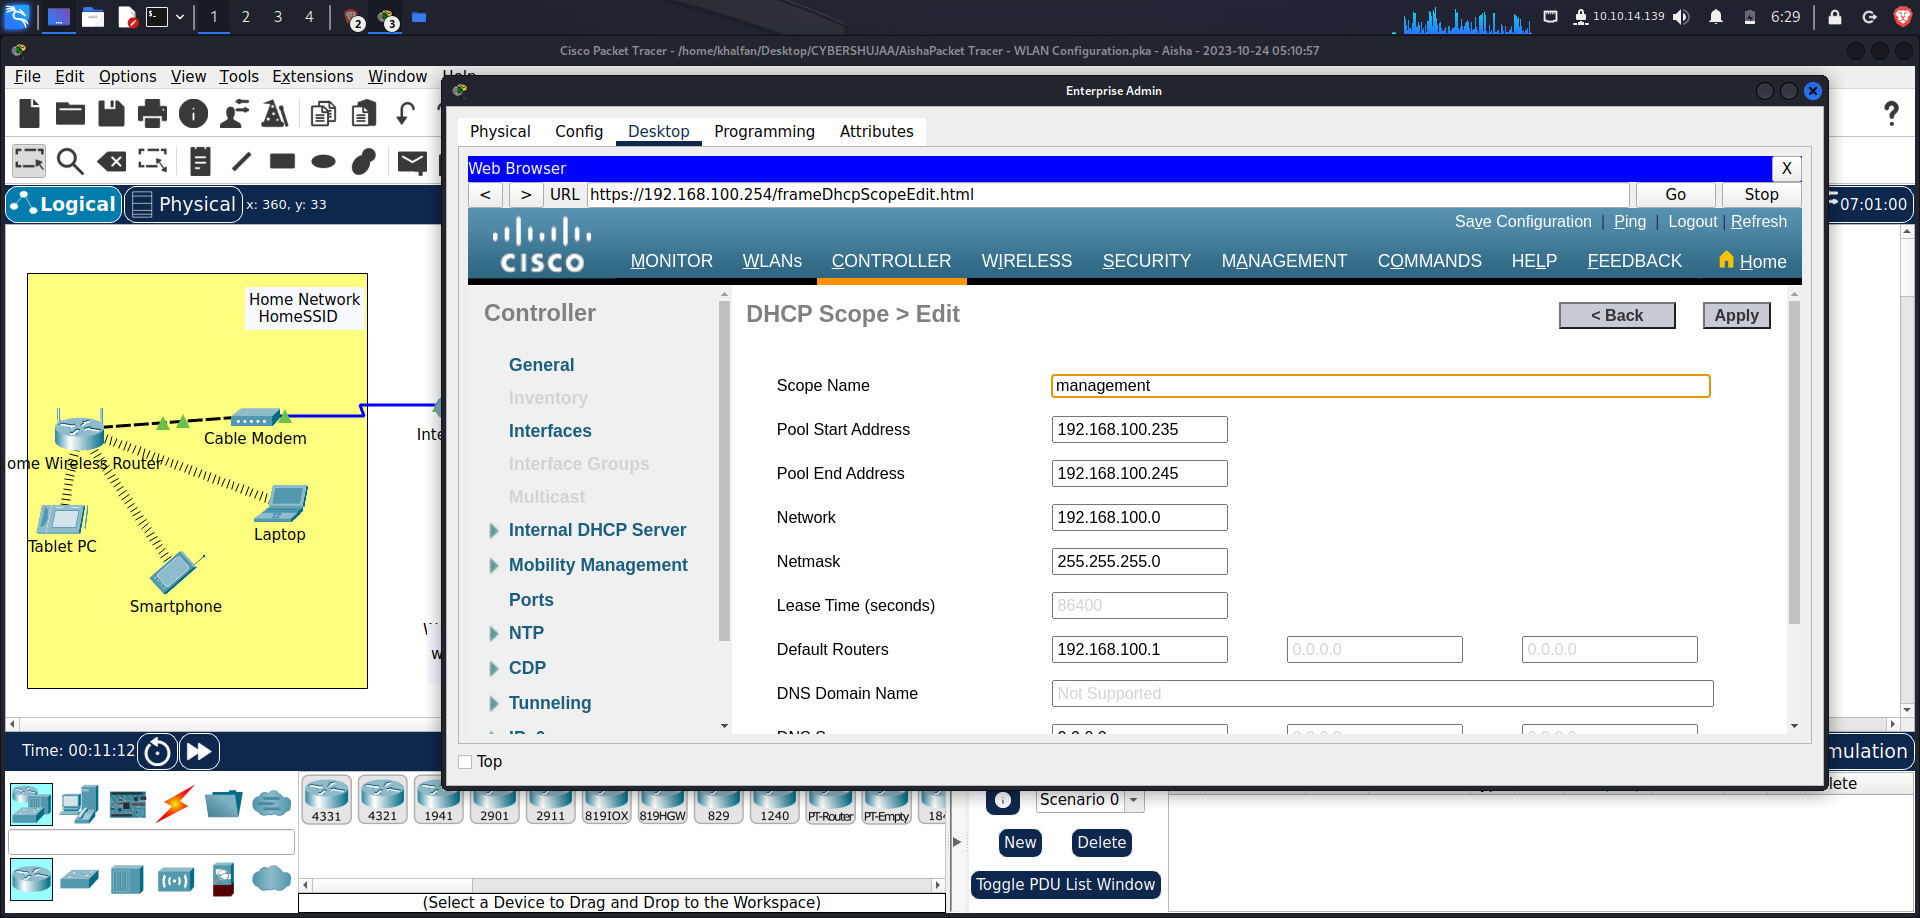 1
2
3
4
2
3
10.10.14.139
6:29
Cisco Packet Tracer - /home/khalfan/Desktop/CYBERSHUJAA/AishaPacket Tracer - WLAN Configuration.pka - Aisha - 2023-10-24 05:10:57
File Edit Options View Tools Extensions Window Help
Enterprise Admin
Physical Config Desktop Programming Attributes
Web Browser
X
< > URL https://192.168.100.254/frameDhcpScopeEdit.html Go Stop
Logical Physical x: 360, y: 33
07:01:00
Save Configuration | Ping | Logout | Refresh
CISCO
MONITOR WLANs CONTROLLER WIRELESS SECURITY MANAGEMENT COMMANDS HELP FEEDBACK Home
Controller
General
Inventory
Interfaces
Interface Groups
Multicast
Internal DHCP Server
Mobility Management
Ports
NTP
CDP
Tunneling
DHCP Scope > Edit
< Back
Apply
Scope Name management
Pool Start Address 192.168.100.235
Pool End Address 192.168.100.245
Network 192.168.100.0
Netmask 255.255.255.0
Lease Time (seconds) 86400
Default Routers 192.168.100.1 0.0.0.0 0.0.0.0
DNS Domain Name Not Supported
Top
Home Network
HomeSSID
Cable Modem
Inte
ome Wireless Router
Laptop
Tablet PC
Smartphone
w
Time: 00:11:12
mulation
4331 4321 1941 2901 2911 819IOX 819HGW 829 1240 PT-Router PT-Empty 184
(Select a Device to Drag and Drop to the Workspace)
Scenario 0
New
Delete
Toggle PDU List Window
lete